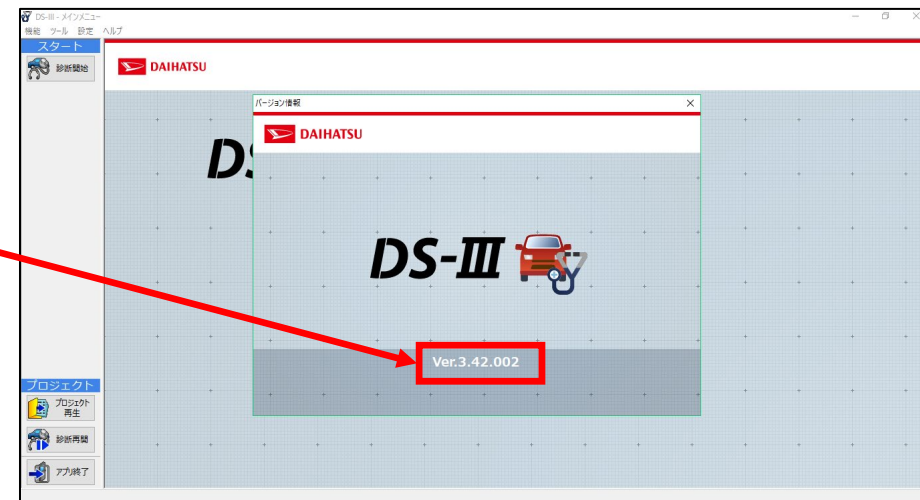 DS-III - メインメニュー
機能 ツール 設定 ヘルプ
スタート
診断開始
DAIHATSU
バージョン情報
DAIHATSU
DS
DS-III
Ver.3.42.002
プロジェクト
プロジェクト
再生
診断再開
アプリ終了